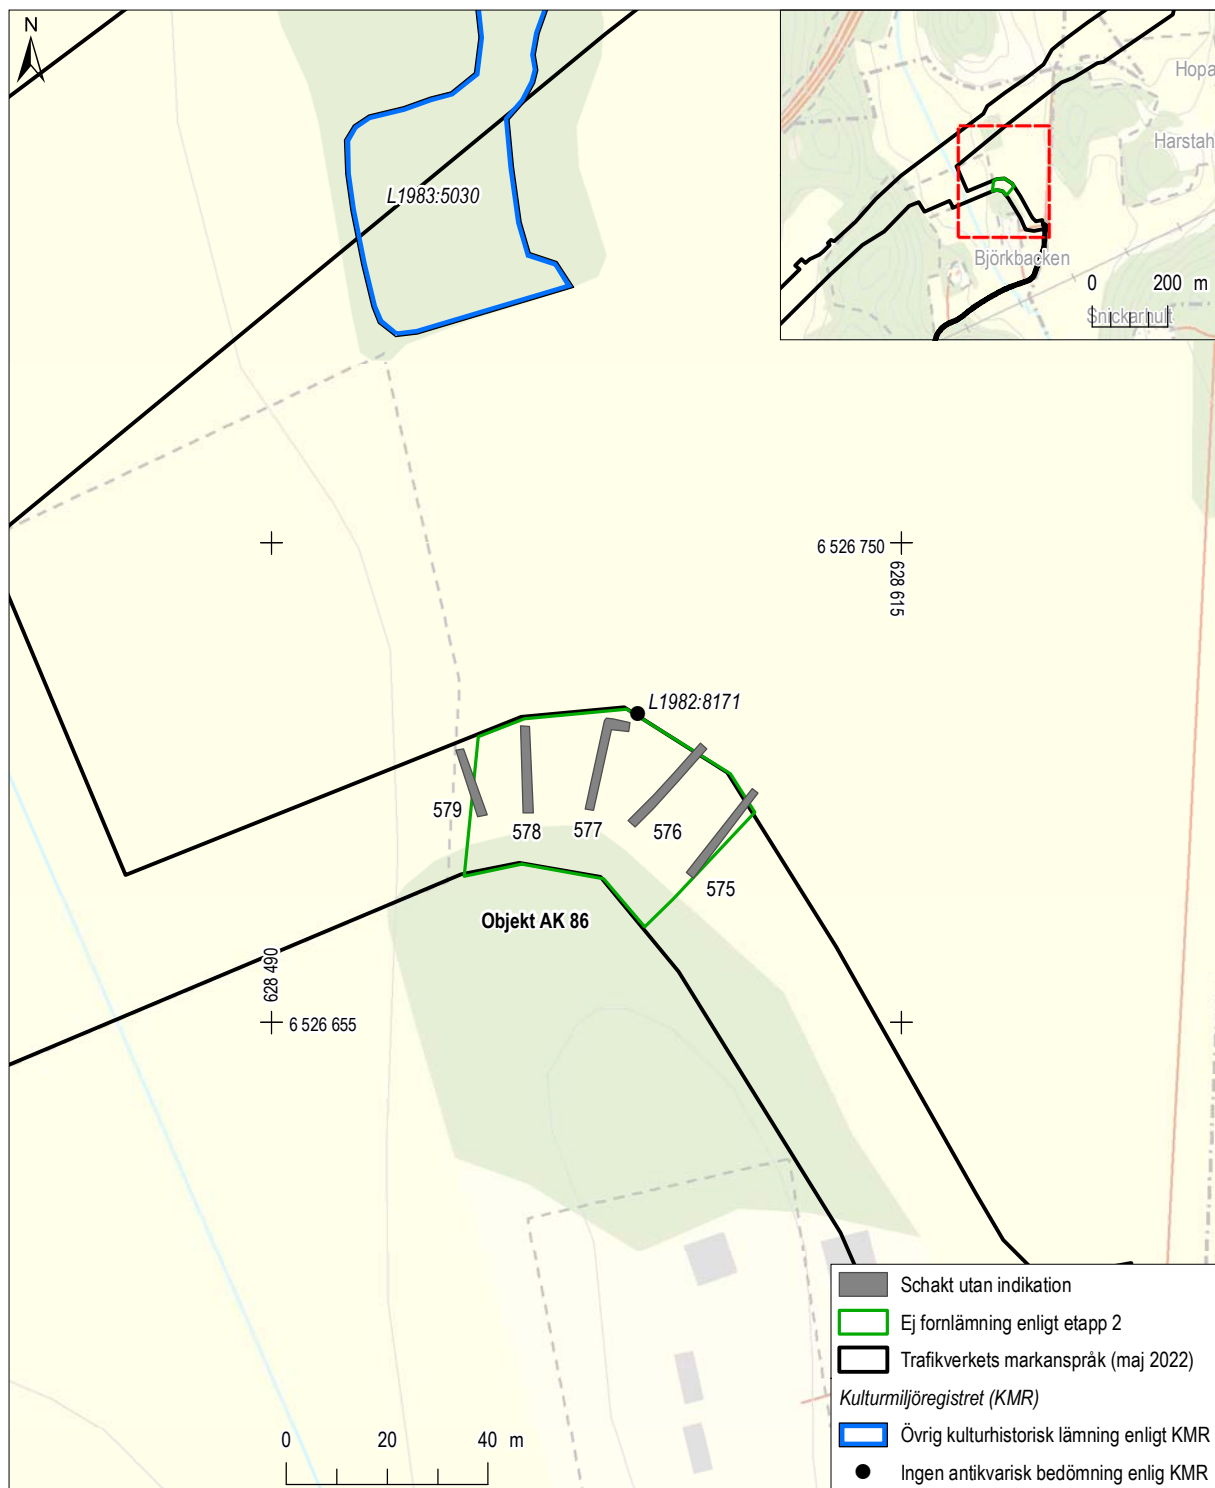 N
L1983:5030
Hopa
Harstah
Björkbacken
0 200 m
Snickarhult
6 526 750
628 615
L1982:8171
579
578
577
576
575
Objekt AK 86
628 490
6 526 655
0 20 40 m
Schakt utan indikation
Ej fornlämning enligt etapp 2
Trafikverkets markanspråk (maj 2022)
Kulturmiljöregistret (KMR)
Övrig kulturhistorisk lämning enligt KMR
Ingen antikvarisk bedömning enlig KMR